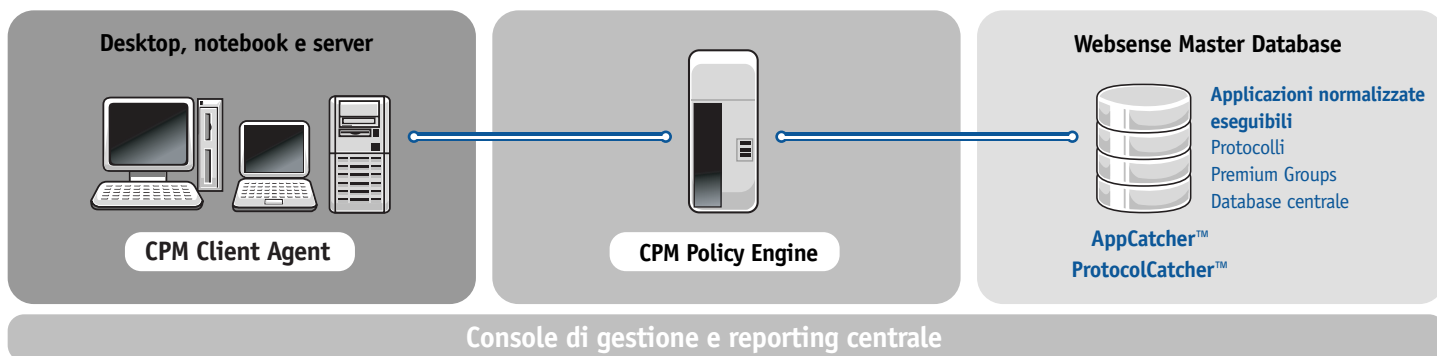 Desktop, notebook e server
CPM Client Agent
CPM Policy Engine
Websense Master Database
Applicazioni normalizzate
eseguibili
Protocolli
Premium Groups
Database centrale
AppCatcher™
ProtocolCatcher™
Console di gestione e reporting centrale